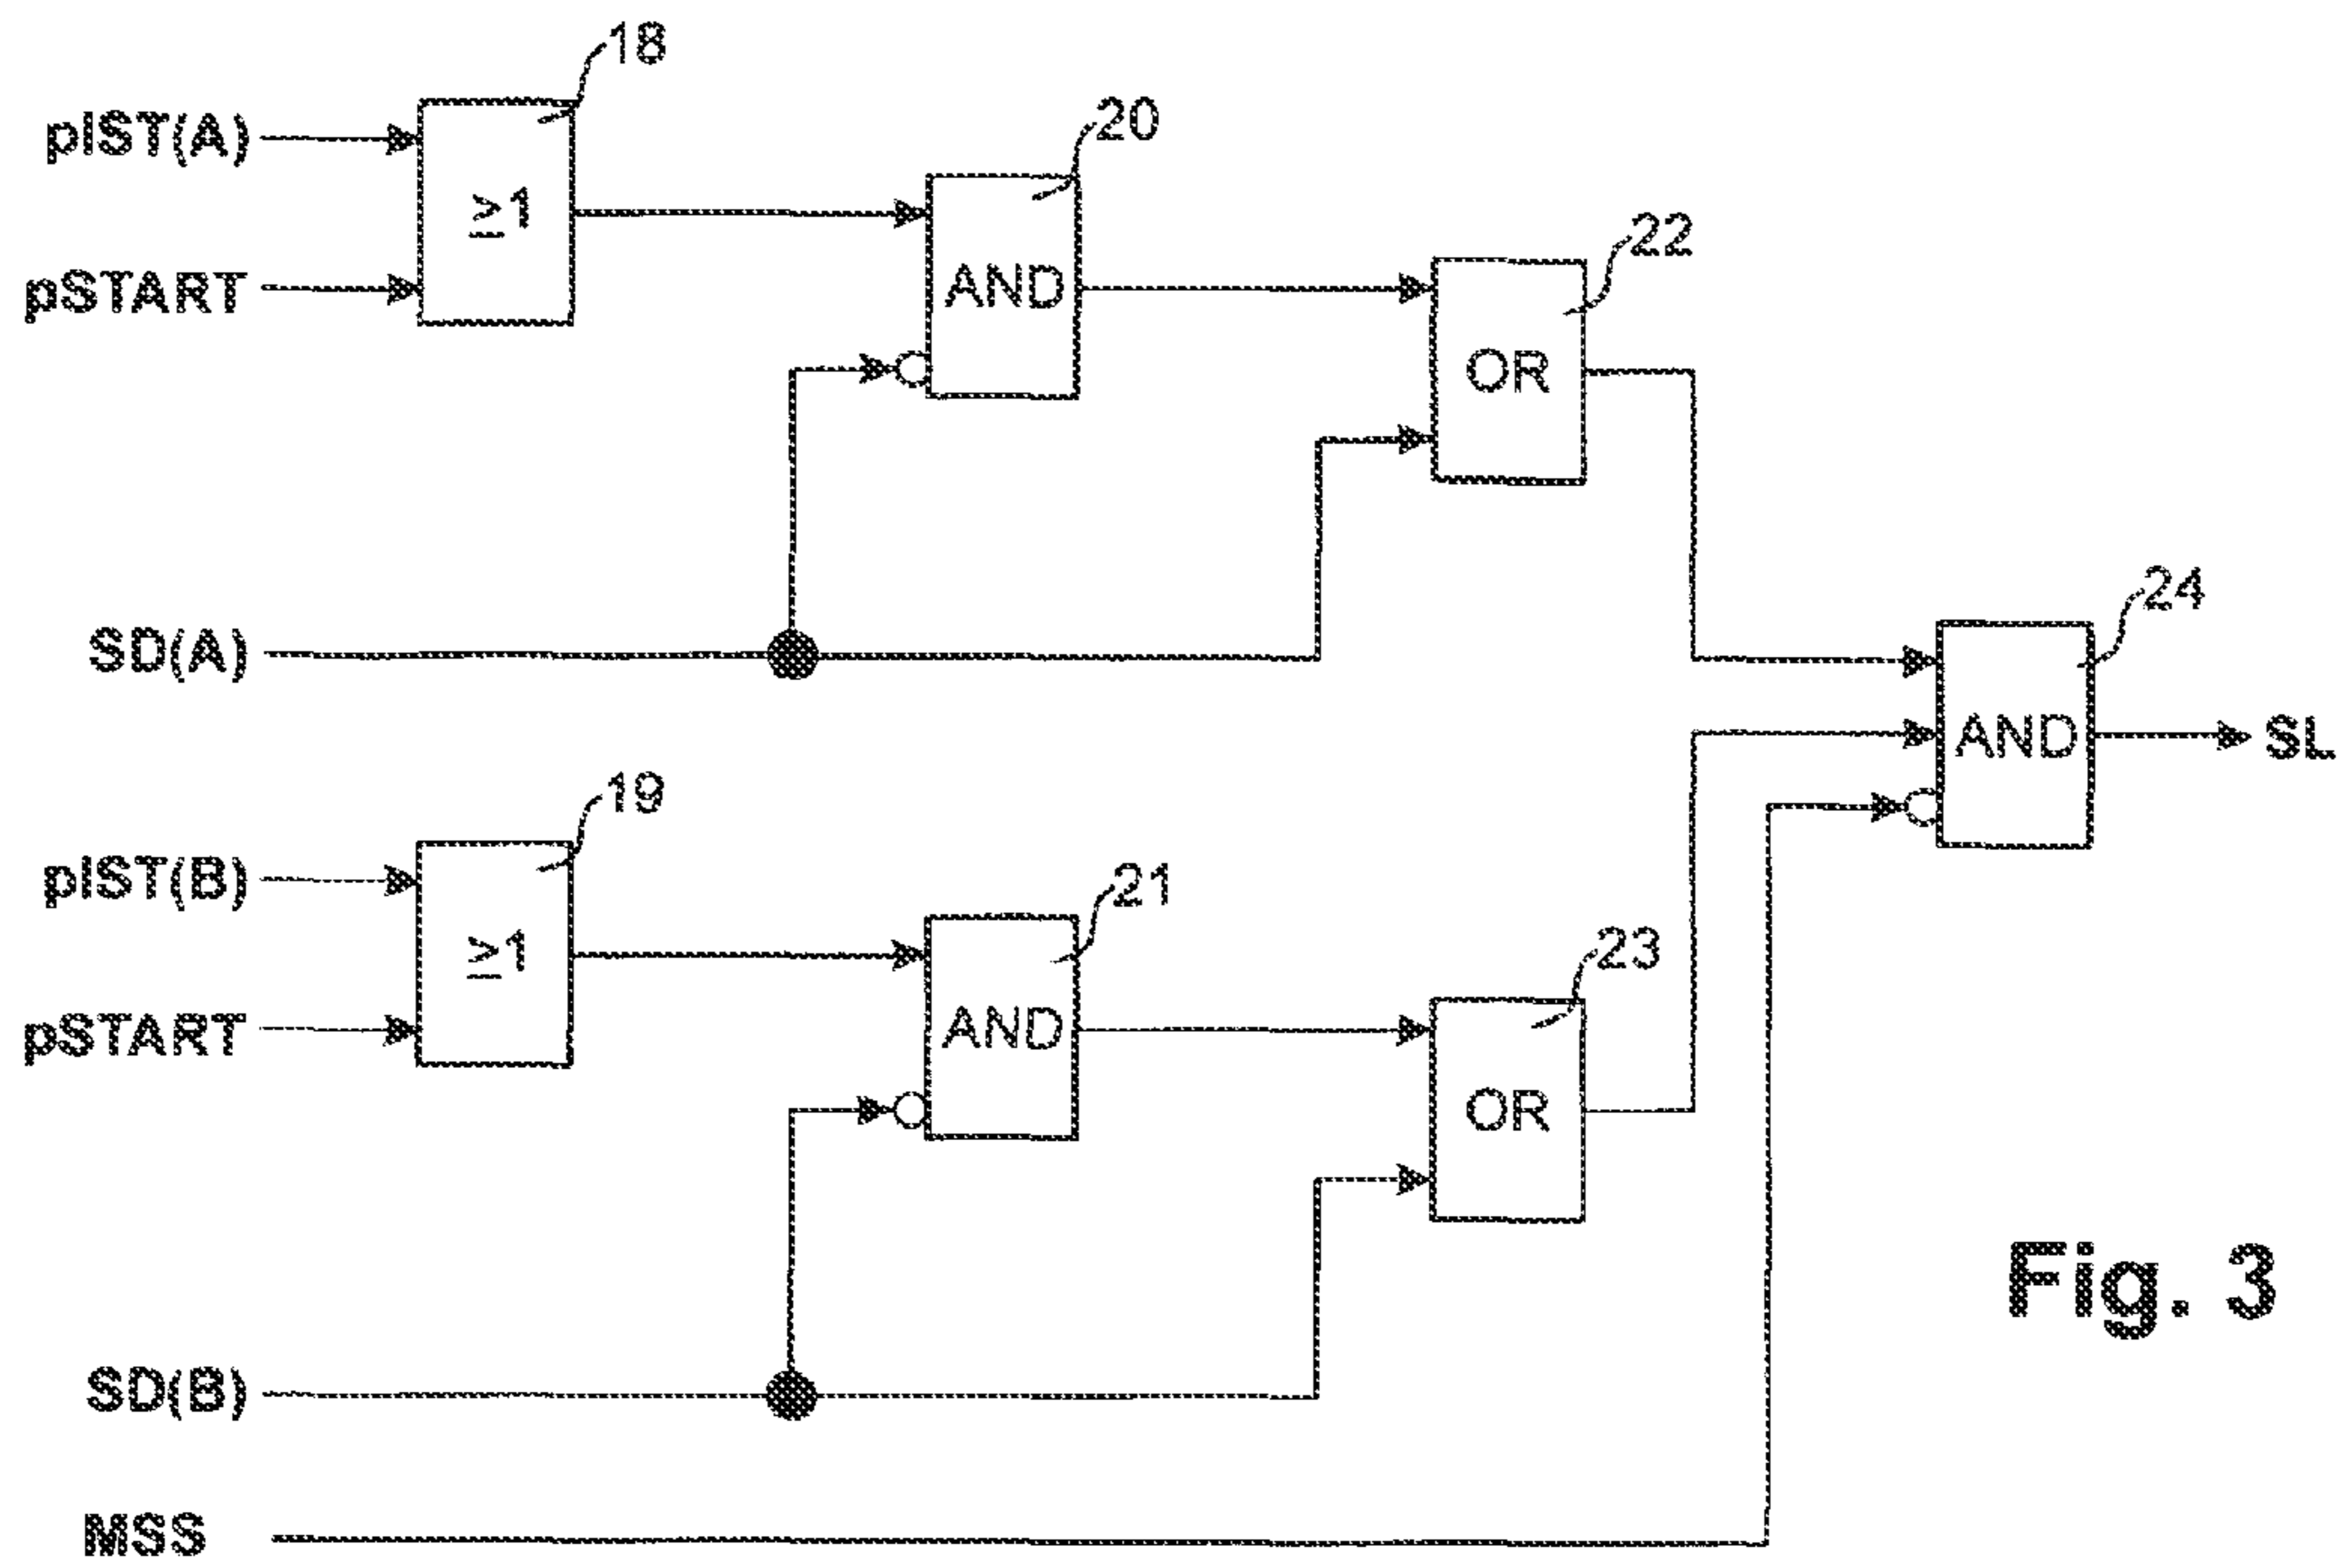 18
pIST(A)
20
≥1
22
pSTART
AND
OR
24
SD(A)
AND
SL
19
pIST(B)
21
≥1
23
pSTART
AND
OR
Fig. 3
SD(B)
MSS